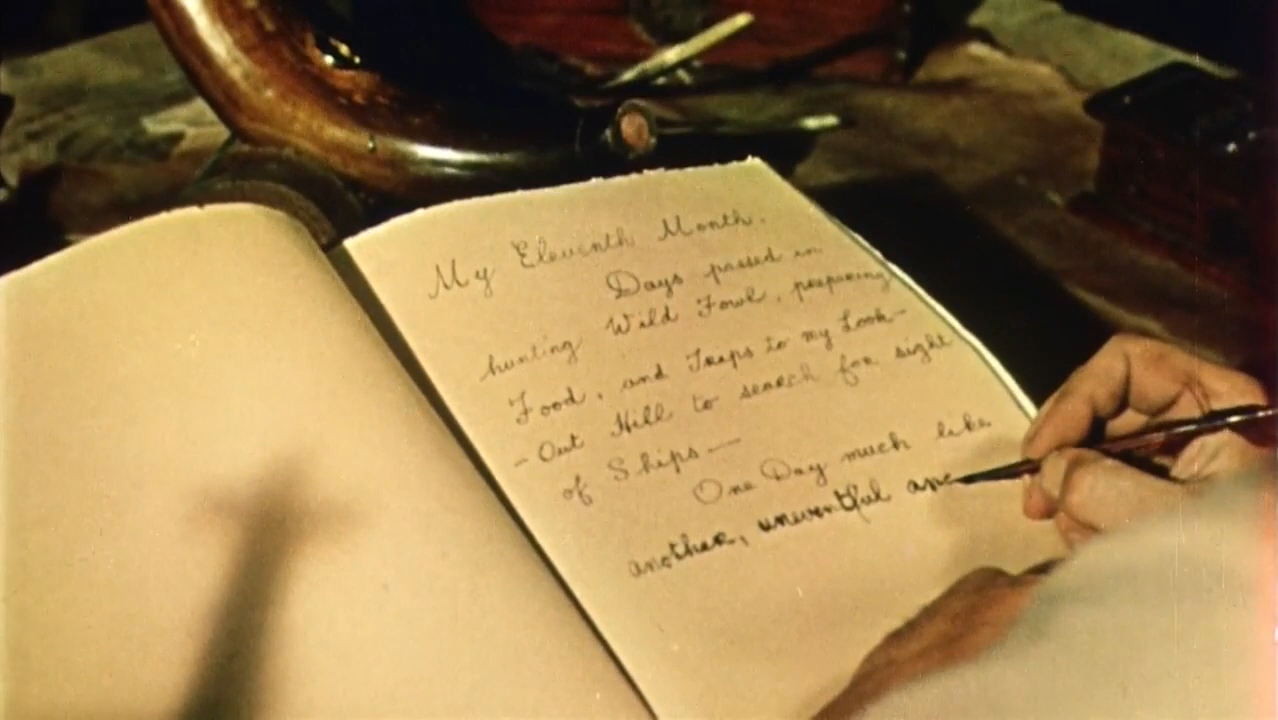 My Eleventh Month.
Days passed in
hunting Wild Fowl, preparing
Food, and Traps to my Look-
- Out Hill to search for sight
of Ships—
One Day much like
another, uneventful and